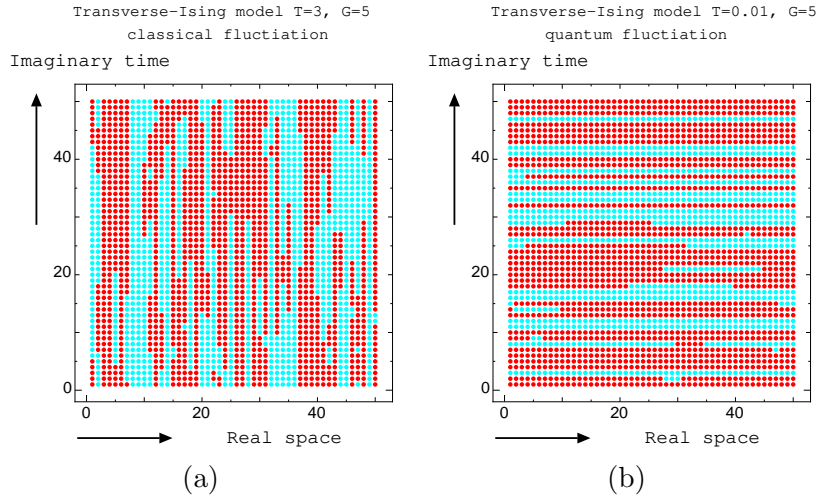 Transverse-Ising model T=3, G=5
classical fluctiation
Imaginary time
40
20
0
0 20 40
Real space
(a)
Transverse-Ising model T=0.01, G=5
quantum fluctiation
Imaginary time
40
20
0
0 20 40
Real space
(b)